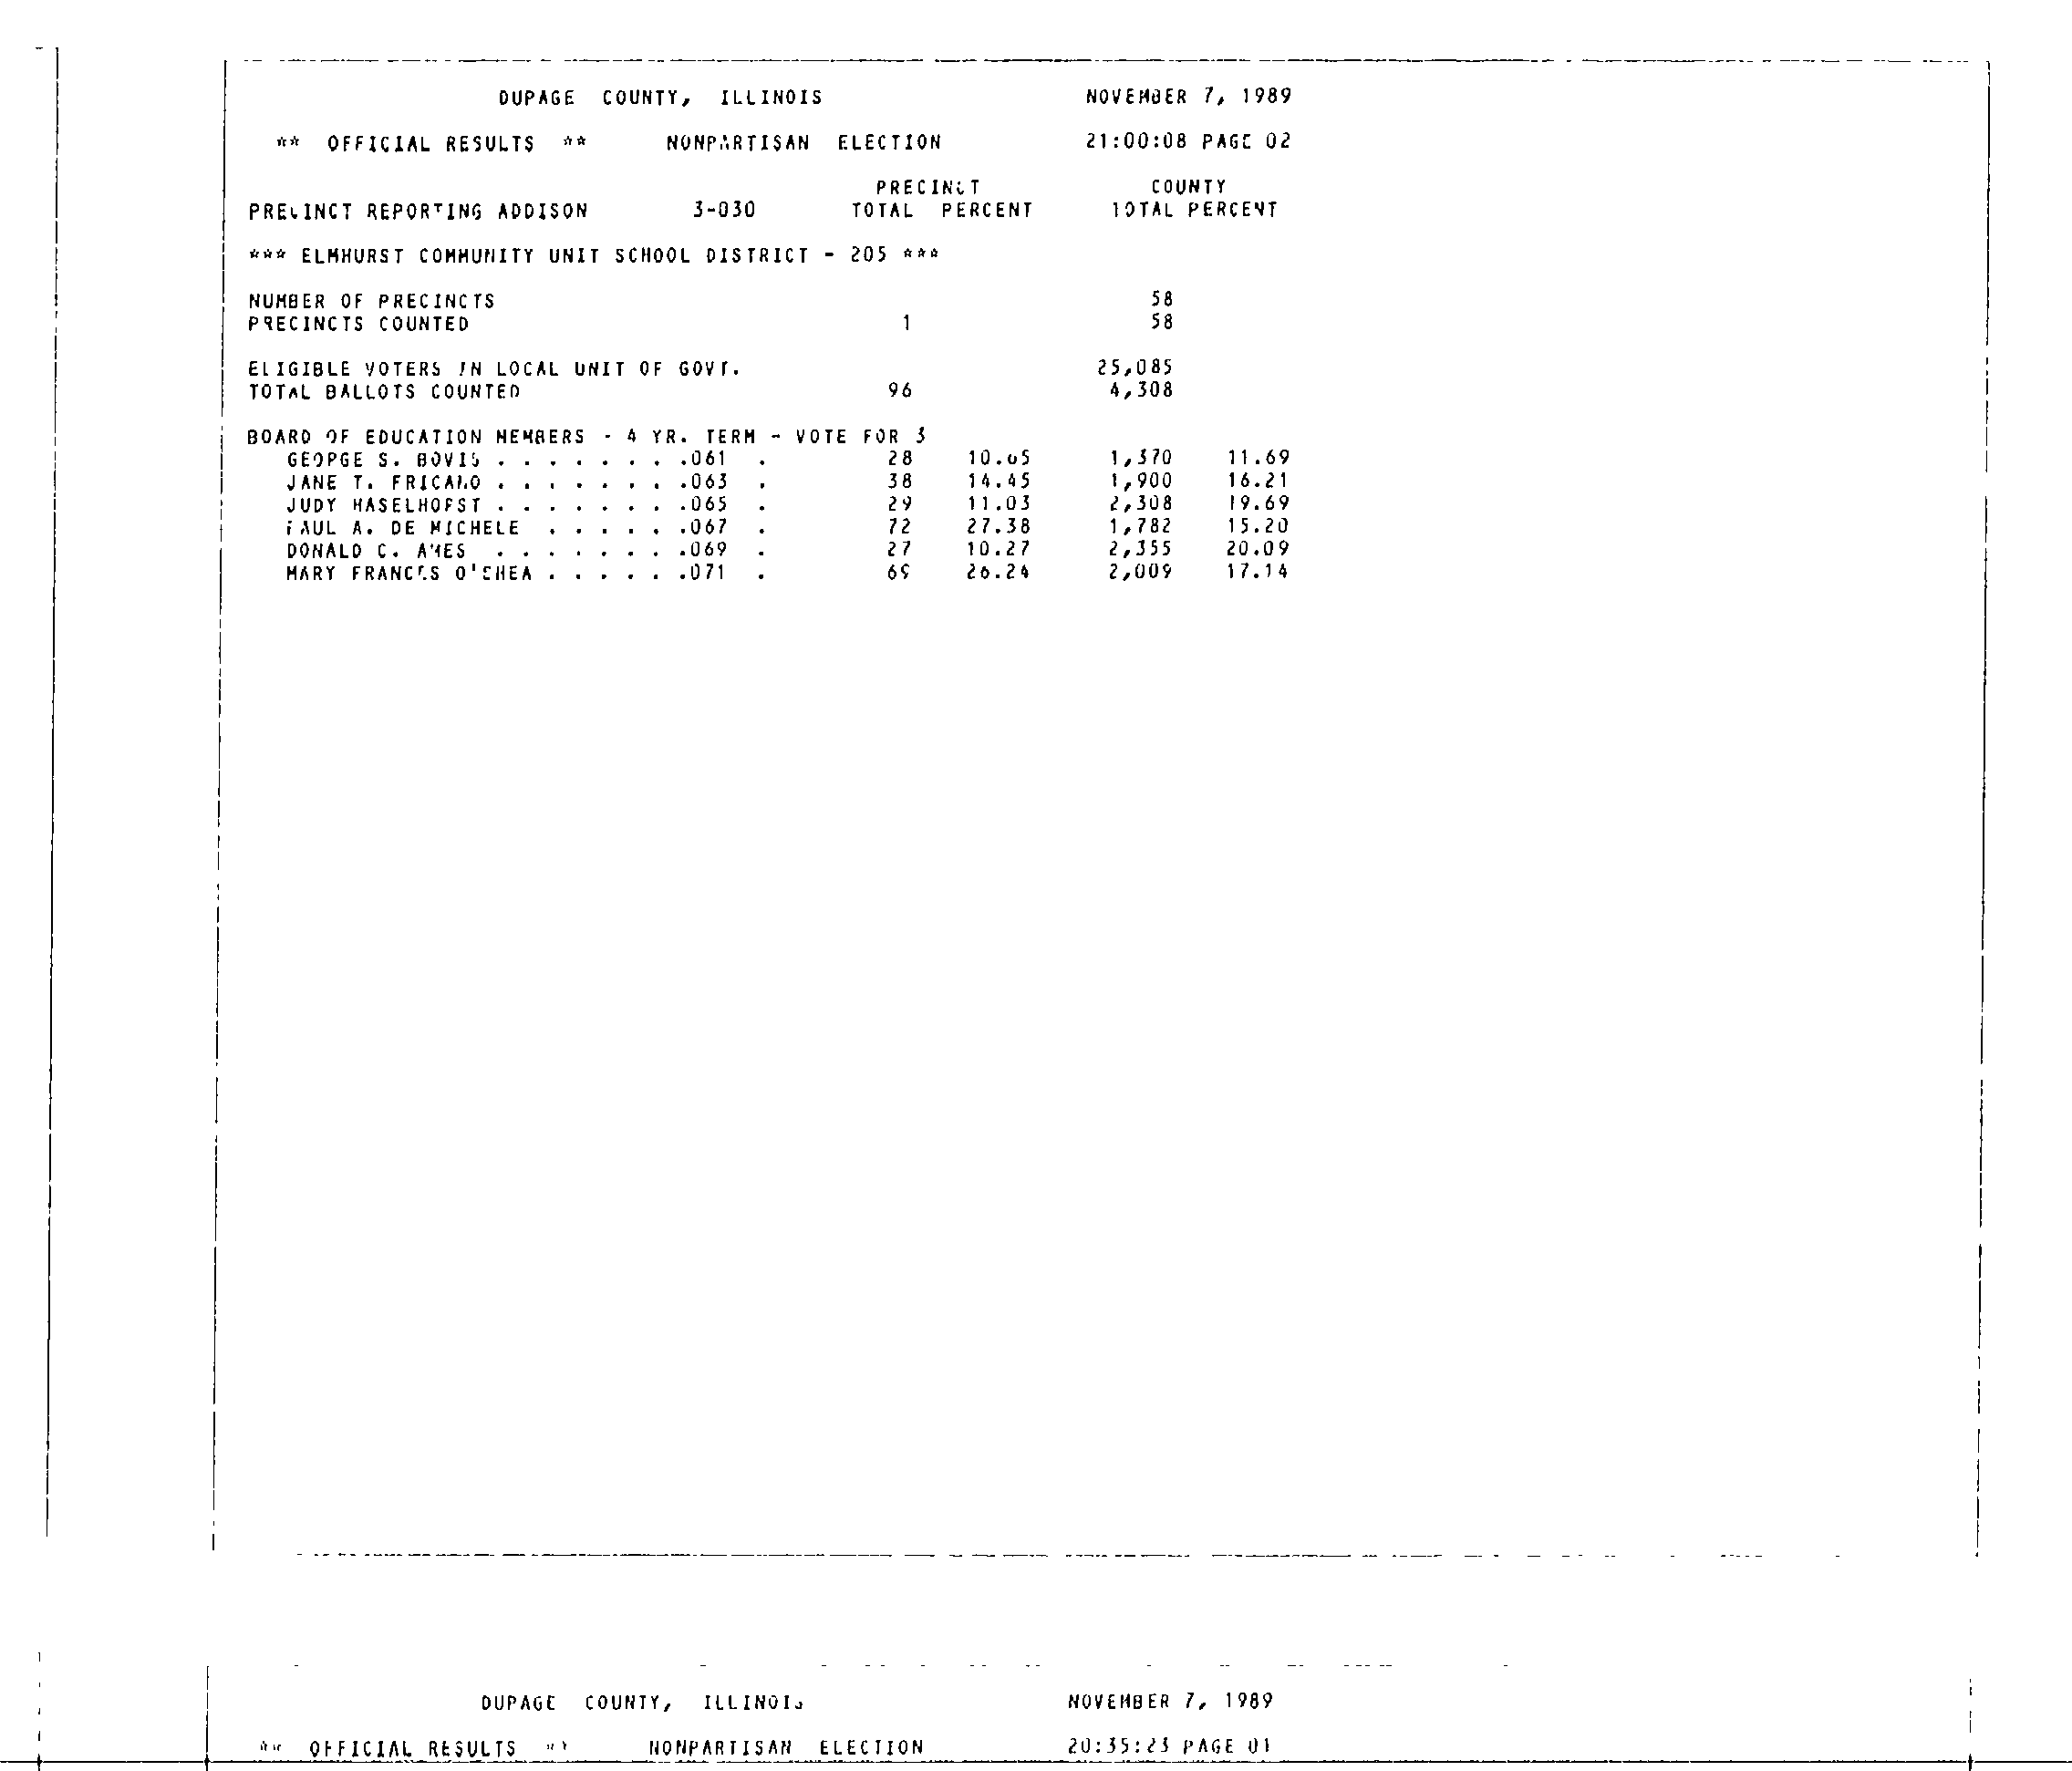 DUPAGE COUNTY, ILLINOIS NOVEMBER 7, 1989
** OFFICIAL RESULTS ** NONPARTISAN ELECTION 21:00:08 PAGE 02
PRECINCT COUNTY
PRECINCT REPORTING ADDISON 3-030 TOTAL PERCENT TOTAL PERCENT
*** ELMHURST COMMUNITY UNIT SCHOOL DISTRICT - 205 ***
NUMBER OF PRECINCTS 58
PRECINCTS COUNTED 1 58
ELIGIBLE VOTERS IN LOCAL UNIT OF GOVT. 25,085
TOTAL BALLOTS COUNTED 96 4,308
BOARD OF EDUCATION MEMBERS - 4 YR. TERM - VOTE FOR 3
GEORGE S. BOVIS . . . . . . . .061 . 28 10.65 1,370 11.69
JANE T. FRICANO . . . . . . . .063 . 38 14.45 1,900 16.21
JUDY HASELHORST . . . . . . . .065 . 29 11.03 2,308 19.69
PAUL A. DE MICHELE . . . . . .067 . 72 27.38 1,782 15.20
DONALD C. AMES . . . . . . . .069 . 27 10.27 2,355 20.09
MARY FRANCES O'SHEA . . . . . .071 . 69 26.24 2,009 17.14
DUPAGE COUNTY, ILLINOIS NOVEMBER 7, 1989
** OFFICIAL RESULTS ** NONPARTISAN ELECTION 20:35:23 PAGE 01